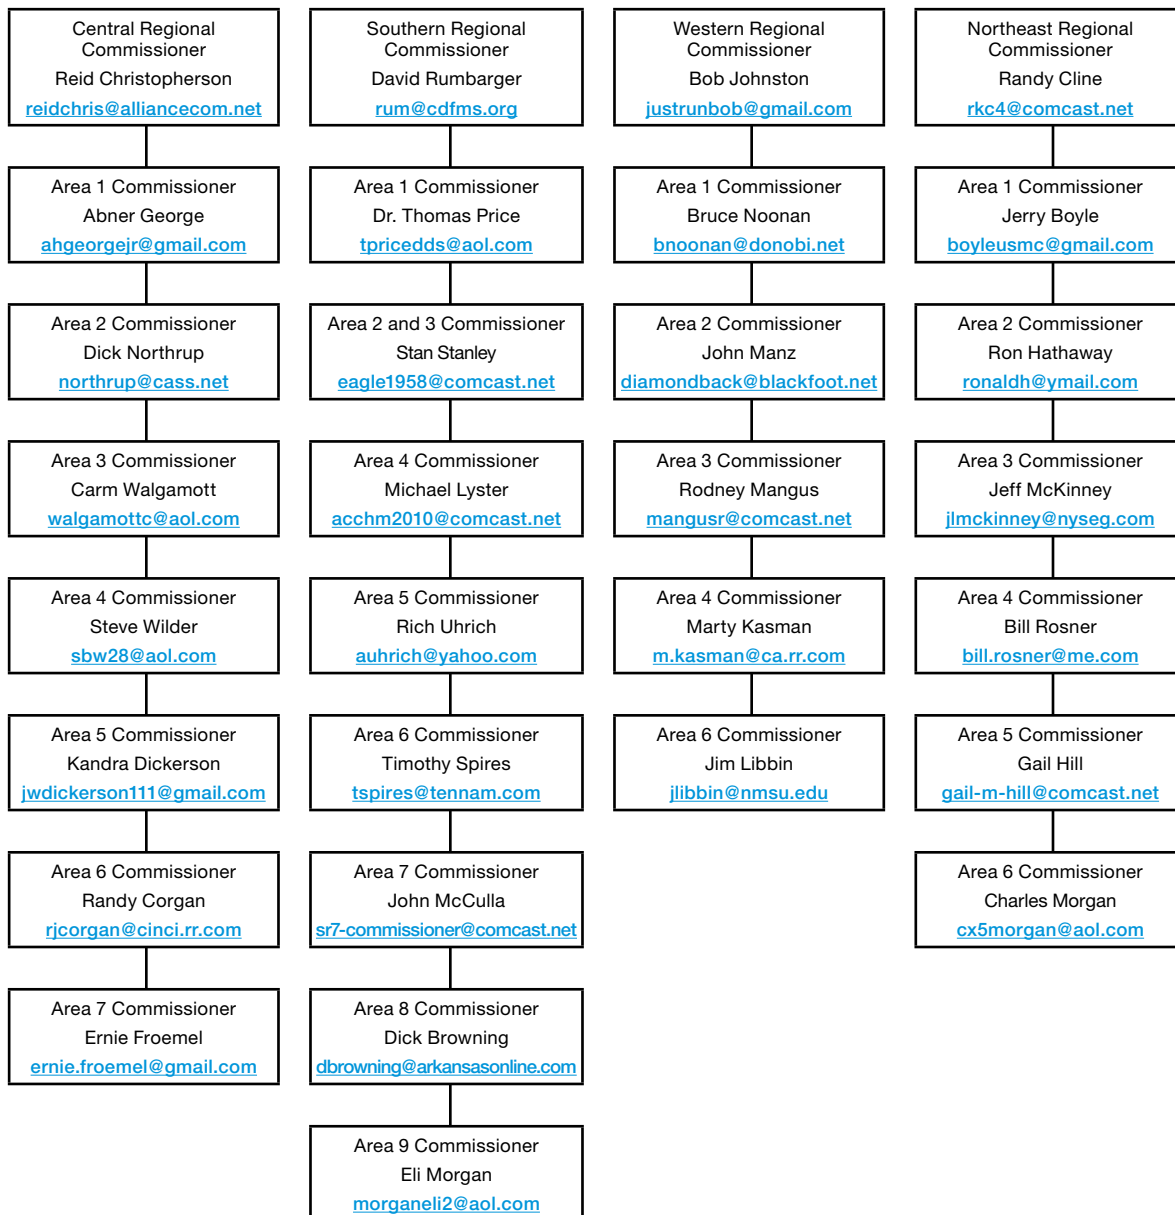 Central Regional
Commissioner
Reid Christopherson
reidchris@alliancecom.net
Area 1 Commissioner
Abner George
ahgeorgejr@gmail.com
Area 2 Commissioner
Dick Northrup
northrup@cass.net
Area 3 Commissioner
Carm Walgamott
walgamottc@aol.com
Area 4 Commissioner
Steve Wilder
sbw28@aol.com
Area 5 Commissioner
Kandra Dickerson
jwdickerson111@gmail.com
Area 6 Commissioner
Randy Corgan
rjcorgan@cinci.rr.com
Area 7 Commissioner
Ernie Froemel
ernie.froemel@gmail.com
Southern Regional
Commissioner
David Rumbarger
rum@cdfms.org
Area 1 Commissioner
Dr. Thomas Price
tpricedds@aol.com
Area 2 and 3 Commissioner
Stan Stanley
eagle1958@comcast.net
Area 4 Commissioner
Michael Lyster
acchm2010@comcast.net
Area 5 Commissioner
Rich Uhrich
auhrich@yahoo.com
Area 6 Commissioner
Timothy Spires
tspires@tennam.com
Area 7 Commissioner
John McCulla
sr7-commissioner@comcast.net
Area 8 Commissioner
Dick Browning
dbrowning@arkansasonline.com
Area 9 Commissioner
Eli Morgan
morganeli2@aol.com
Western Regional
Commissioner
Bob Johnston
justrunbob@gmail.com
Area 1 Commissioner
Bruce Noonan
bnoonan@donobi.net
Area 2 Commissioner
John Manz
diamondback@blackfoot.net
Area 3 Commissioner
Rodney Mangus
mangusr@comcast.net
Area 4 Commissioner
Marty Kasman
m.kasman@ca.rr.com
Area 6 Commissioner
Jim Libbin
jlibbin@nmsu.edu
Northeast Regional
Commissioner
Randy Cline
rkc4@comcast.net
Area 1 Commissioner
Jerry Boyle
boyleusmc@gmail.com
Area 2 Commissioner
Ron Hathaway
ronaldh@ymail.com
Area 3 Commissioner
Jeff McKinney
jlmckinney@nyseg.com
Area 4 Commissioner
Bill Rosner
bill.rosner@me.com
Area 5 Commissioner
Gail Hill
gail-m-hill@comcast.net
Area 6 Commissioner
Charles Morgan
cx5morgan@aol.com